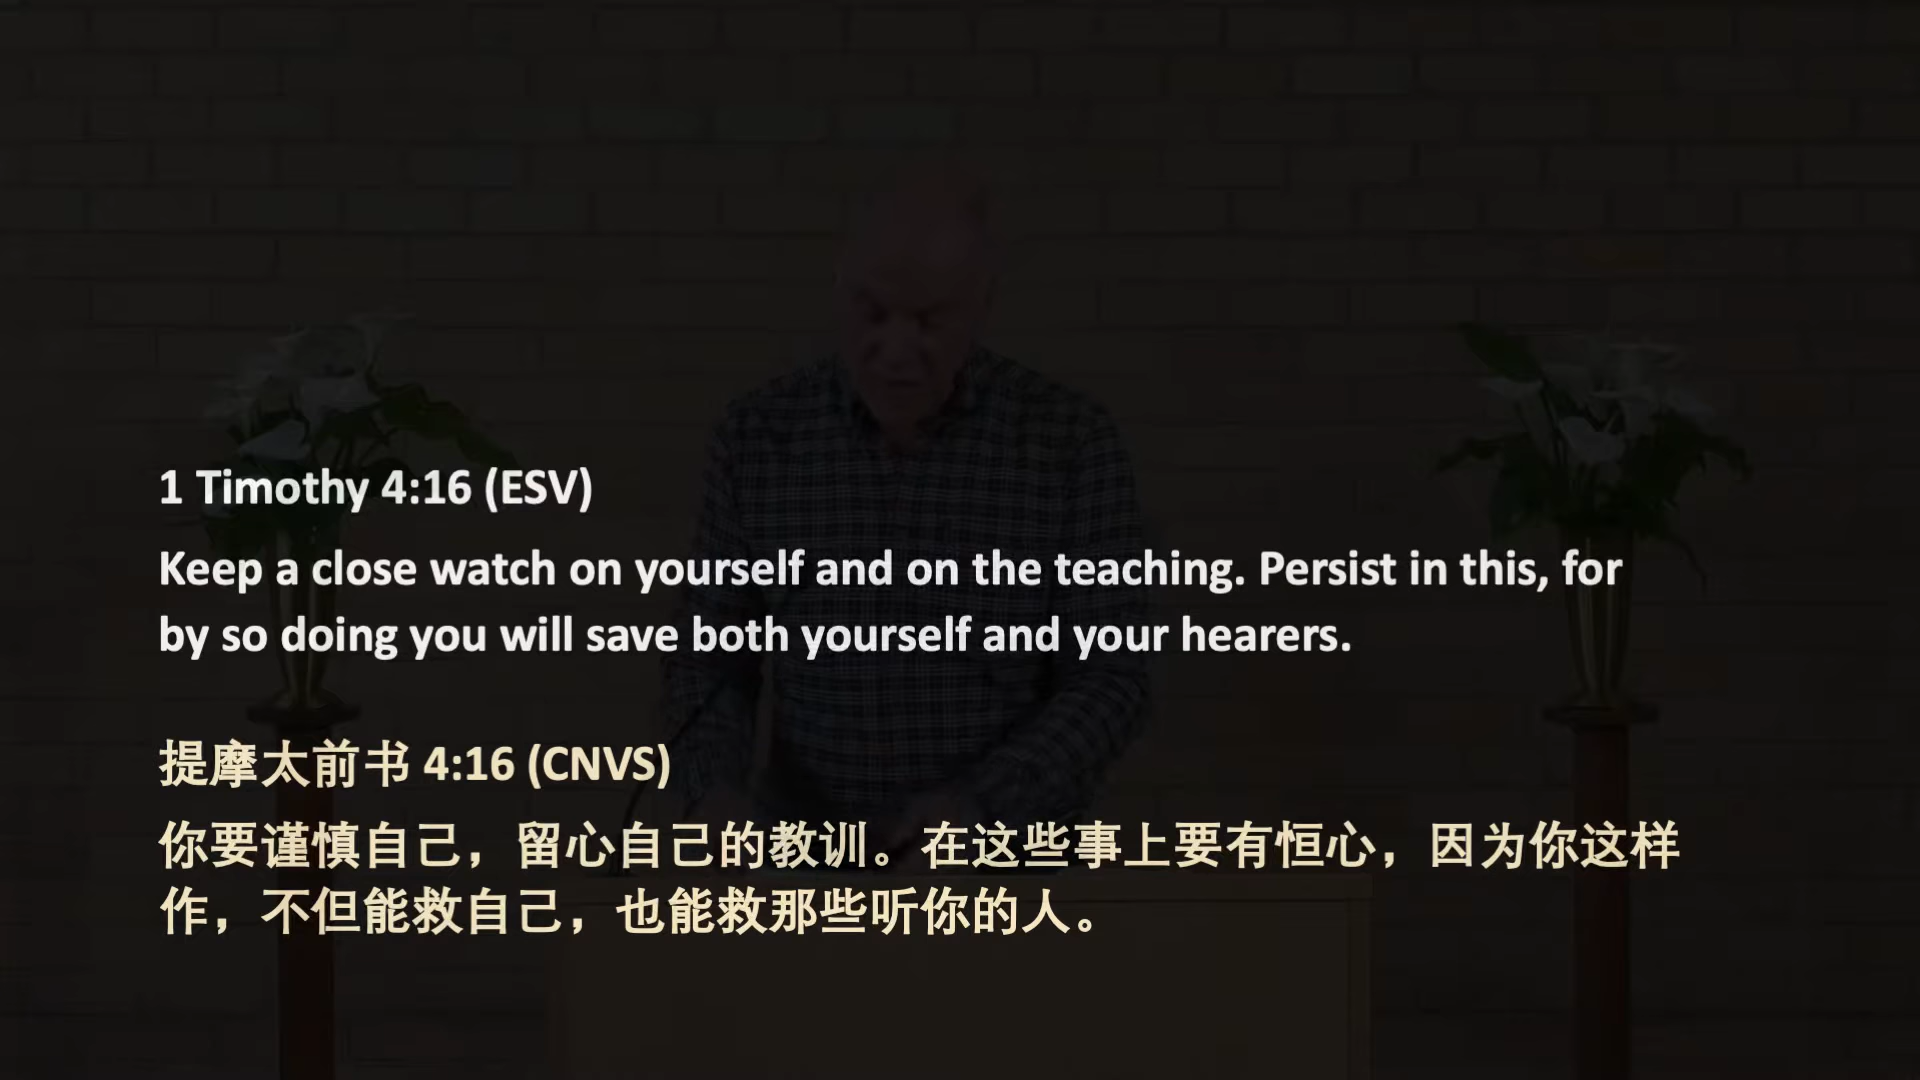 1 Timothy 4:16 (ESV)
Keep a close watch on yourself and on the teaching. Persist in this, for
by so doing you will save both yourself and your hearers.
提摩太前书 4:16 (CNVS)
你要谨慎自己，留心自己的教训。在这些事上要有恒心，因为你这样
作，不但能救自己，也能救那些听你的人。